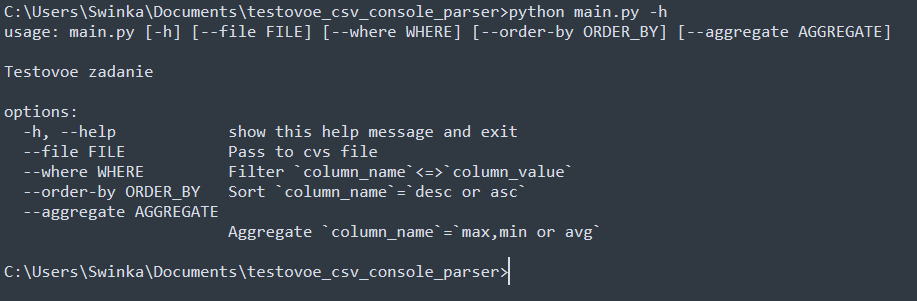 C:\Users\Swinka\Documents\testovoe_csv_console_parser>python main.py -h
usage: main.py [-h] [--file FILE] [--where WHERE] [--order-by ORDER_BY] [--aggregate AGGREGATE]
Testovoe zadanie
options:
-h, --help show this help message and exit
--file FILE Pass to cvs file
--where WHERE Filter `column_name`<=>`column_value`
--order-by ORDER_BY Sort `column_name`=`desc or asc`
--aggregate AGGREGATE
Aggregate `column_name`=`max,min or avg`
C:\Users\Swinka\Documents\testovoe_csv_console_parser>